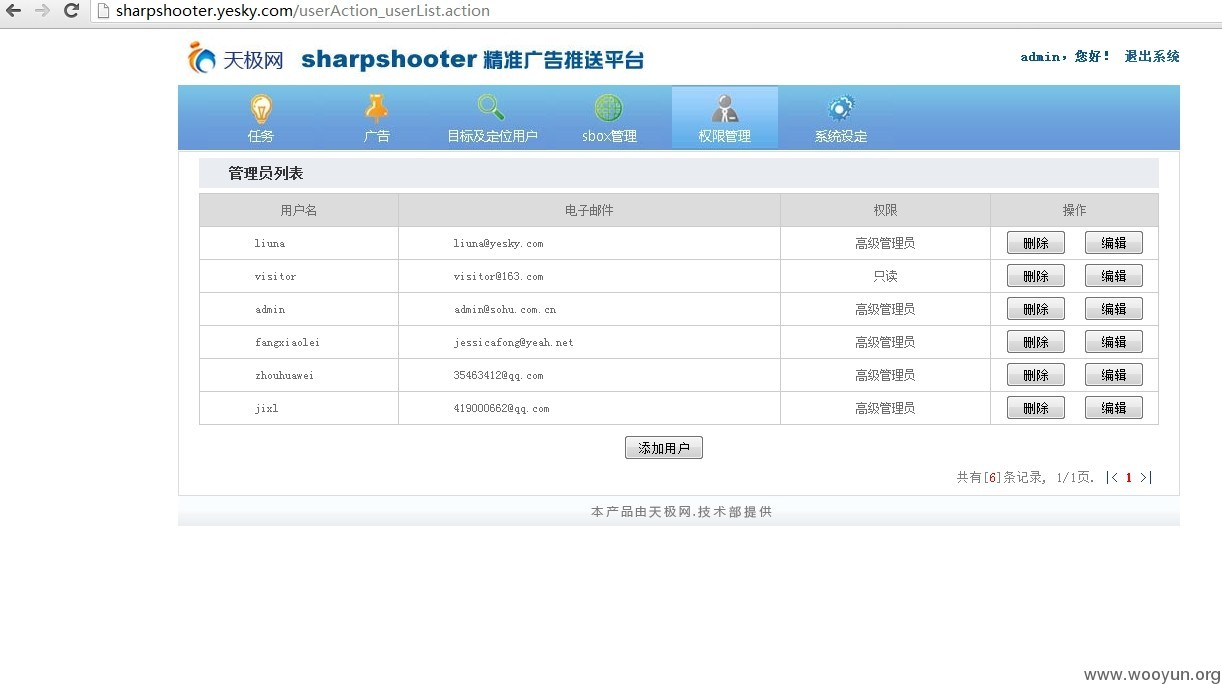 sharpshooter.yesky.com/userAction_userList.action
天极网 sharpshooter 精准广告推送平台 admin，您好！ 退出系统
任务 广告 目标及定位用户 sbox管理 权限管理 系统设定
管理员列表
用户名 电子邮件 权限 操作
liuna liuna@yesky.com 高级管理员 删除 编辑
visitor visitor@163.com 只读 删除 编辑
admin admin@sohu.com.cn 高级管理员 删除 编辑
fangxiaolei jessicafong@yeah.net 高级管理员 删除 编辑
zhouhuawei 35463412@qq.com 高级管理员 删除 编辑
jixl 419000662@qq.com 高级管理员 删除 编辑
添加用户
共有[6]条记录, 1/1页. |< 1 >|
本产品由天极网.技术部提供
www.wooyun.org